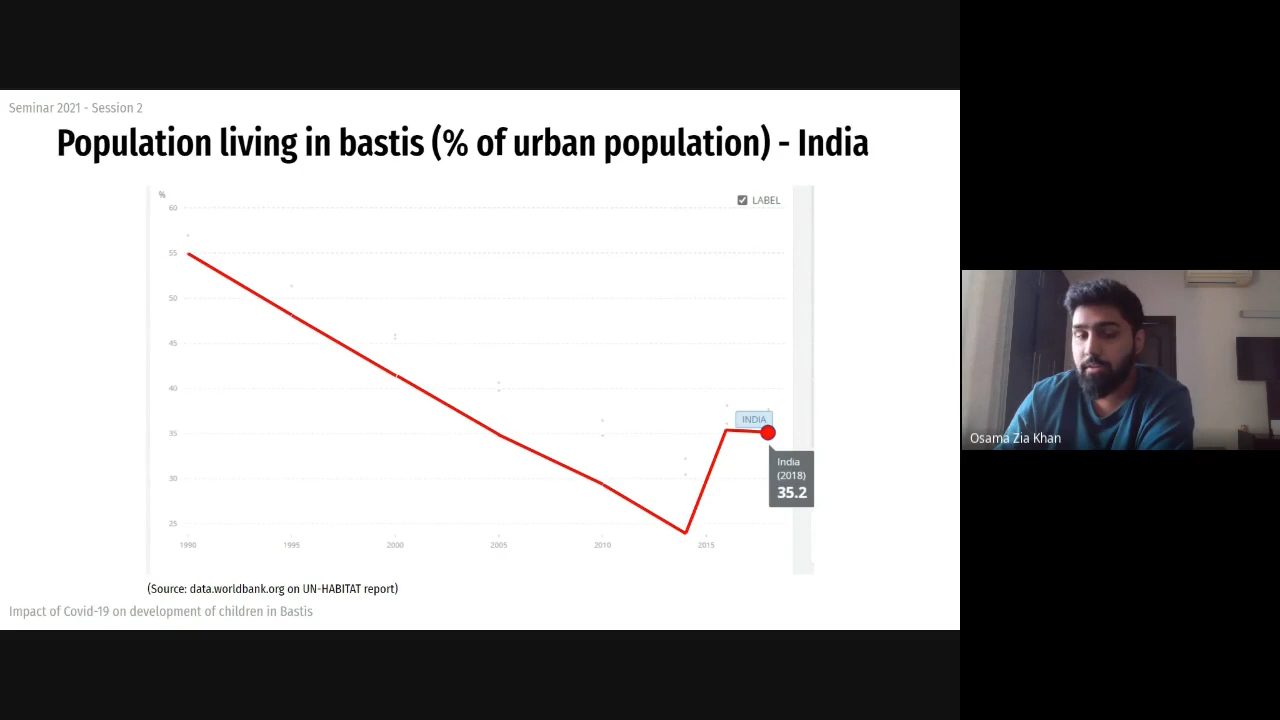 Seminar 2021 - Session 2
Population living in bastis (% of urban population) - India
%
LABEL
60
55
50
45
40
35
30
25
INDIA
India
(2018)
35.2
1990
1995
2000
2005
2010
2015
(Source: data.worldbank.org on UN-HABITAT report)
Impact of Covid-19 on development of children in Bastis
Osama Zia Khan